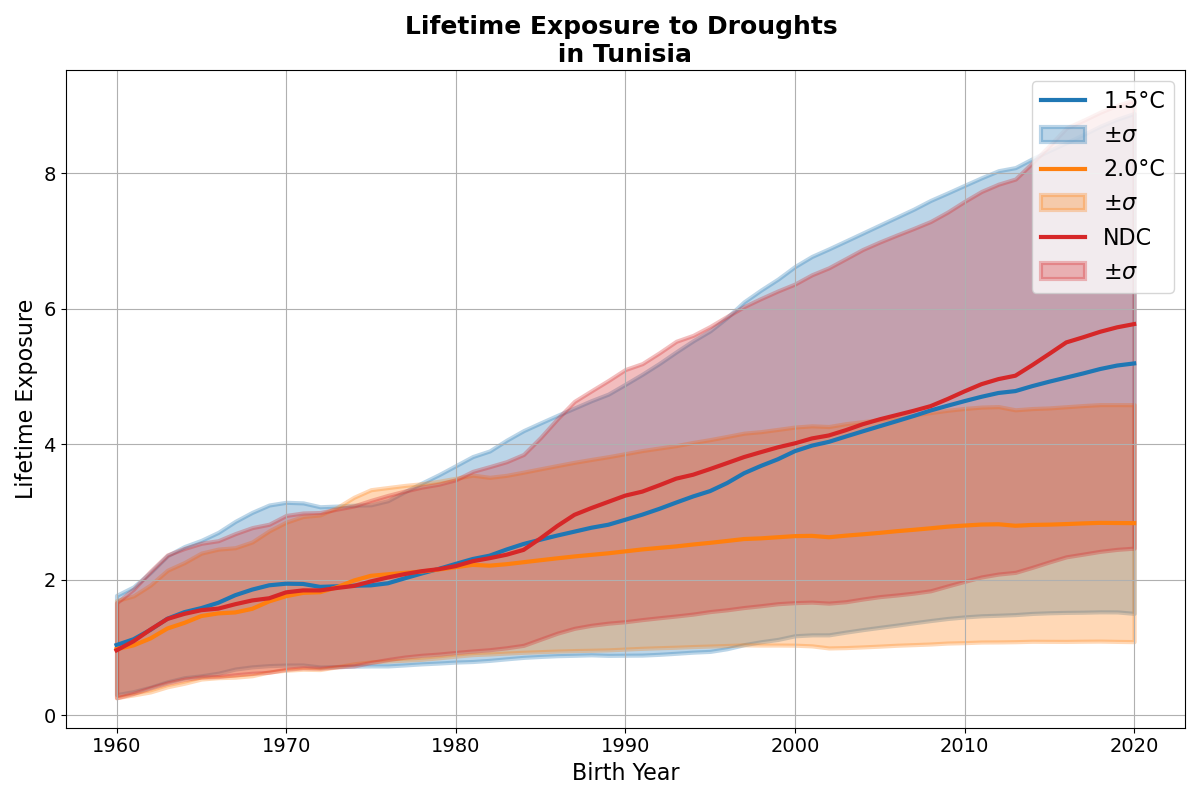 Lifetime Exposure to Droughts
in Tunisia
1.5°C
±σ
2.0°C
±σ
NDC
±σ
Lifetime Exposure
8
6
4
2
0
1960 1970 1980 1990 2000 2010 2020
Birth Year